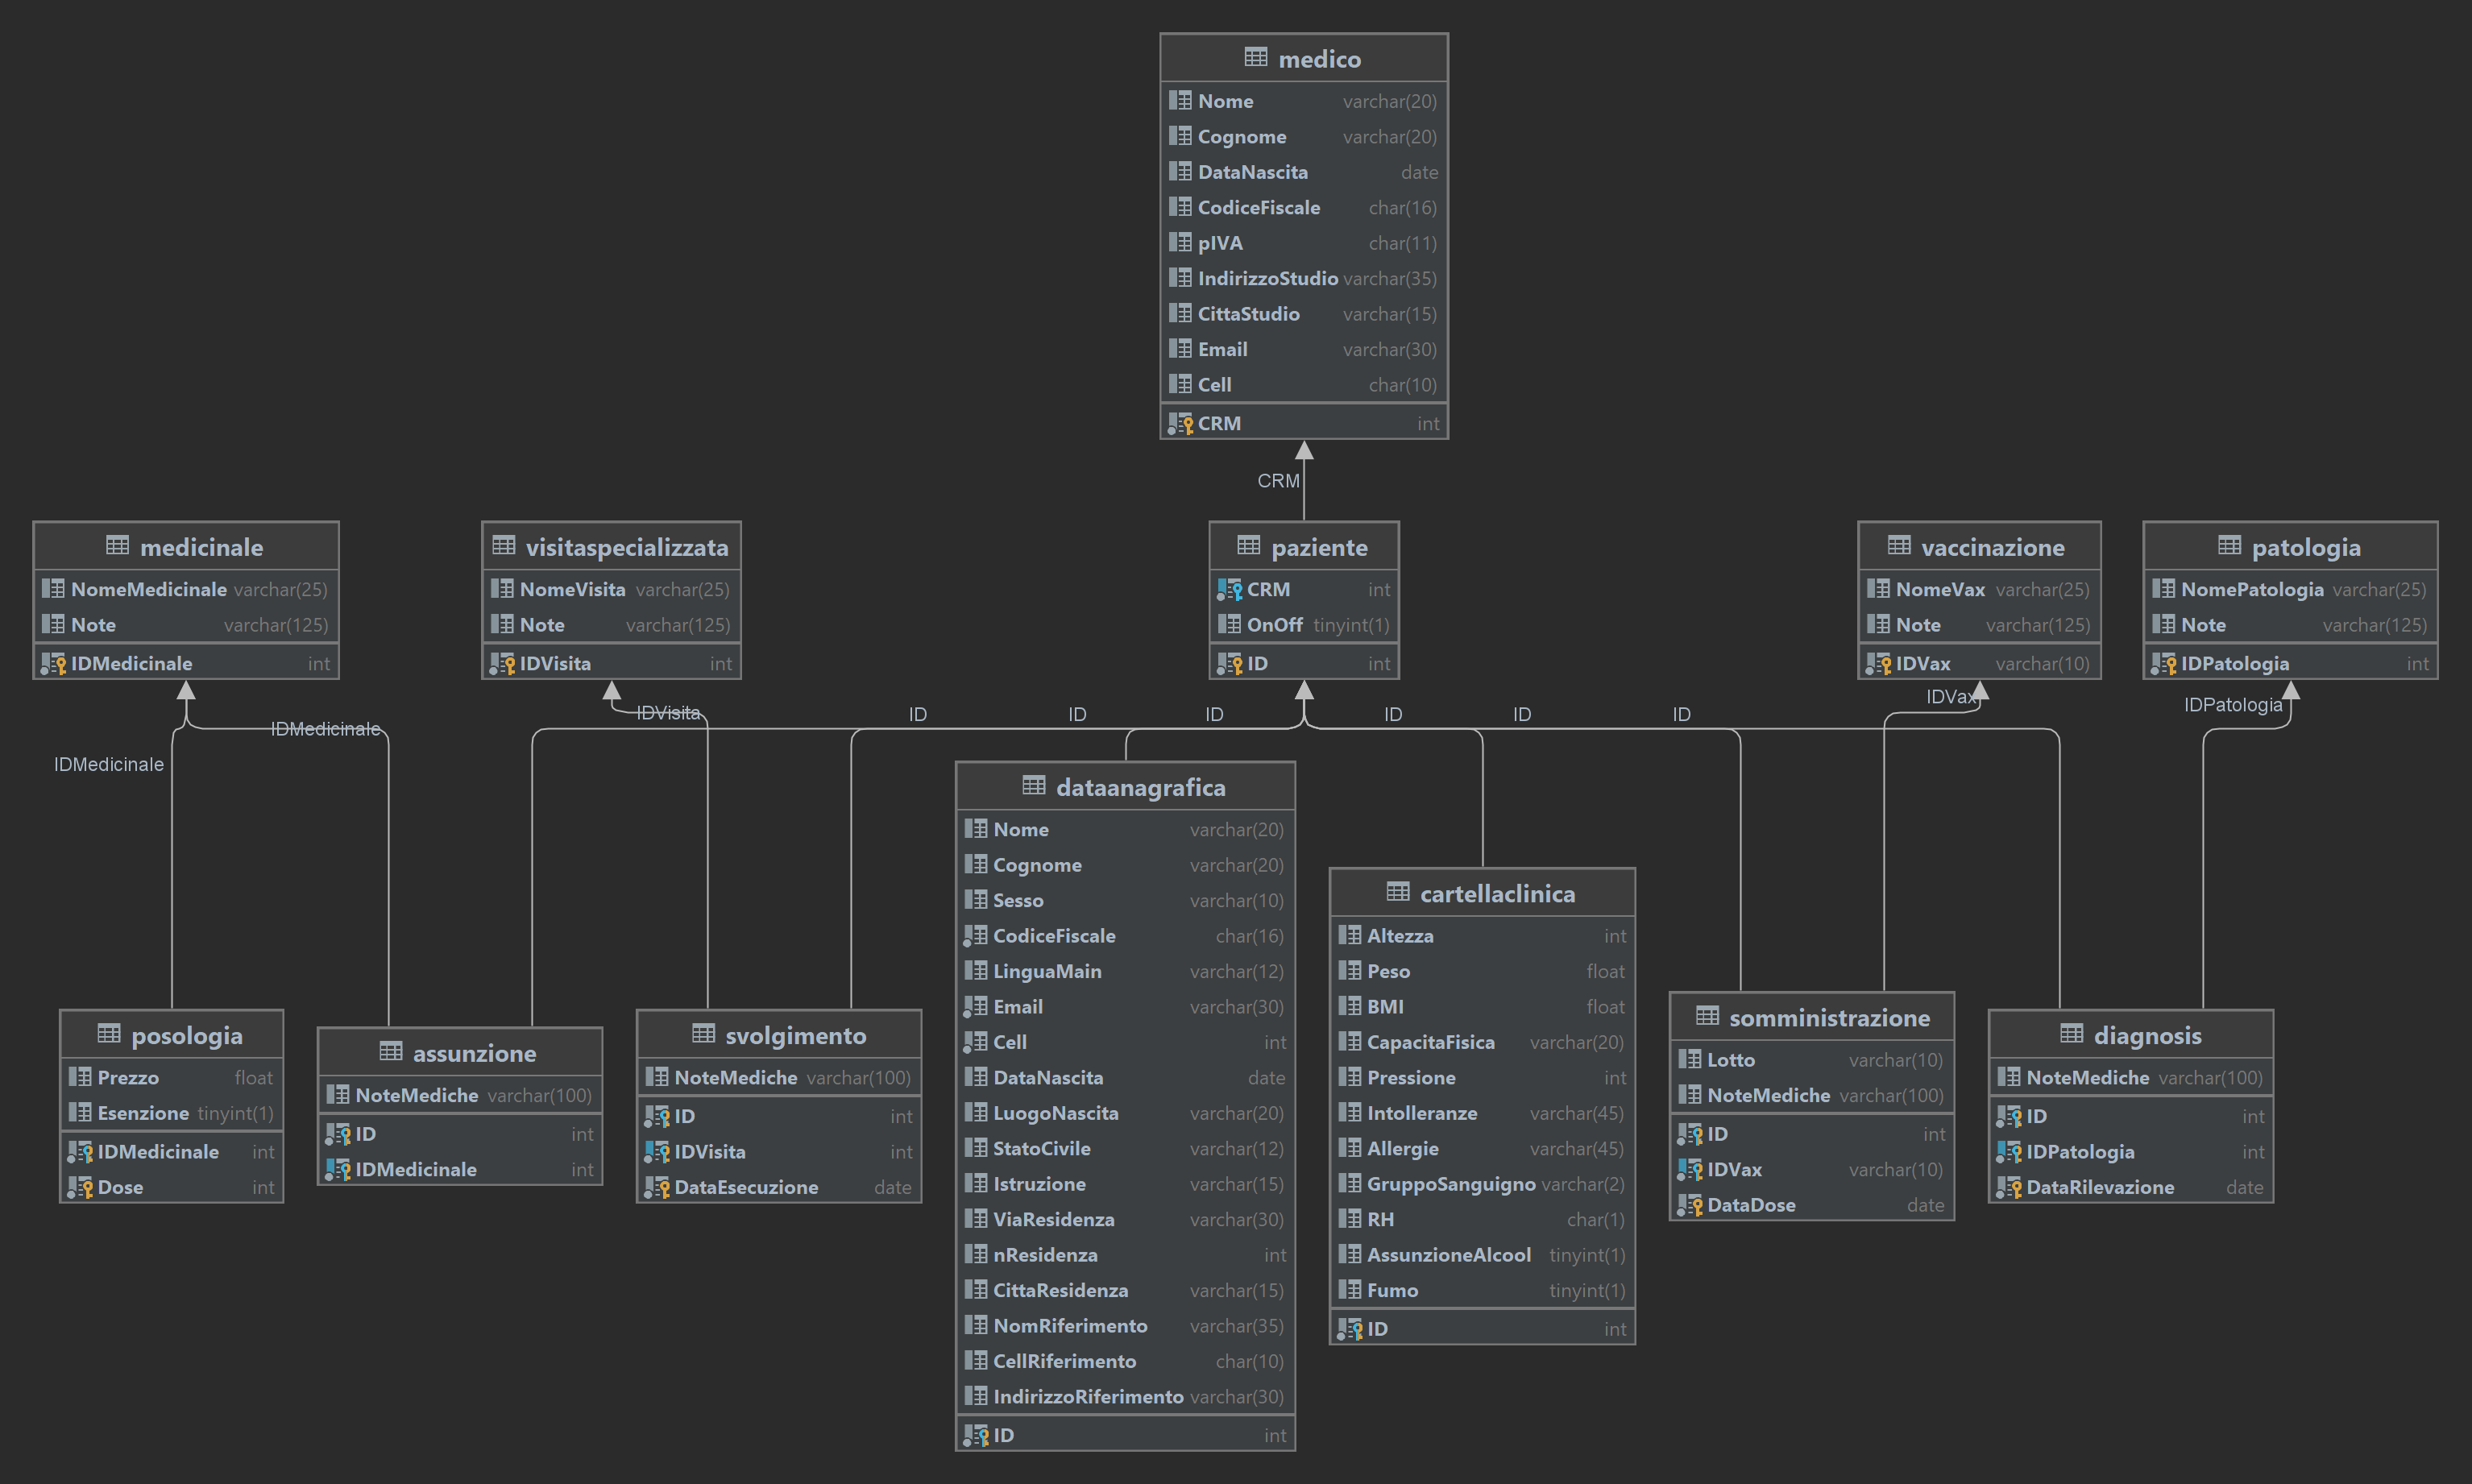 medico
Nome varchar(20)
Cognome varchar(20)
DataNascita date
CodiceFiscale char(16)
pIVA char(11)
IndirizzoStudio varchar(35)
CittaStudio varchar(15)
Email varchar(30)
Cell char(10)
CRM int
CRM
medicinale
NomeMedicinale varchar(25)
Note varchar(125)
IDMedicinale int
visitaspecializzata
NomeVisita varchar(25)
Note varchar(125)
IDVisita int
paziente
CRM int
OnOff tinyint(1)
ID int
vaccinazione
NomeVax varchar(25)
Note varchar(125)
IDVax varchar(10)
patologia
NomePatologia varchar(25)
Note varchar(125)
IDPatologia int
IDMedicinale
IDMedicinale
IDVisita
ID
ID
ID
ID
ID
ID
IDVax
IDPatologia
posologia
Prezzo float
Esenzione tinyint(1)
IDMedicinale int
Dose int
assunzione
NoteMediche varchar(100)
ID int
IDMedicinale int
svolgimento
NoteMediche varchar(100)
ID int
IDVisita int
DataEsecuzione date
dataanagrafica
Nome varchar(20)
Cognome varchar(20)
Sesso varchar(10)
CodiceFiscale char(16)
LinguaMain varchar(12)
Email varchar(30)
Cell int
DataNascita date
LuogoNascita varchar(20)
StatoCivile varchar(12)
Istruzione varchar(15)
ViaResidenza varchar(30)
nResidenza int
CittaResidenza varchar(15)
NomRiferimento varchar(35)
CellRiferimento char(10)
IndirizzoRiferimento varchar(30)
ID int
cartellaclinica
Altezza int
Peso float
BMI float
CapacitaFisica varchar(20)
Pressione int
Intolleranze varchar(45)
Allergie varchar(45)
GruppoSanguigno varchar(2)
RH char(1)
AssunzioneAlcool tinyint(1)
Fumo tinyint(1)
ID int
somministrazione
Lotto varchar(10)
NoteMediche varchar(100)
ID int
IDVax varchar(10)
DataDose date
diagnosis
NoteMediche varchar(100)
ID int
IDPatologia int
DataRilevazione date